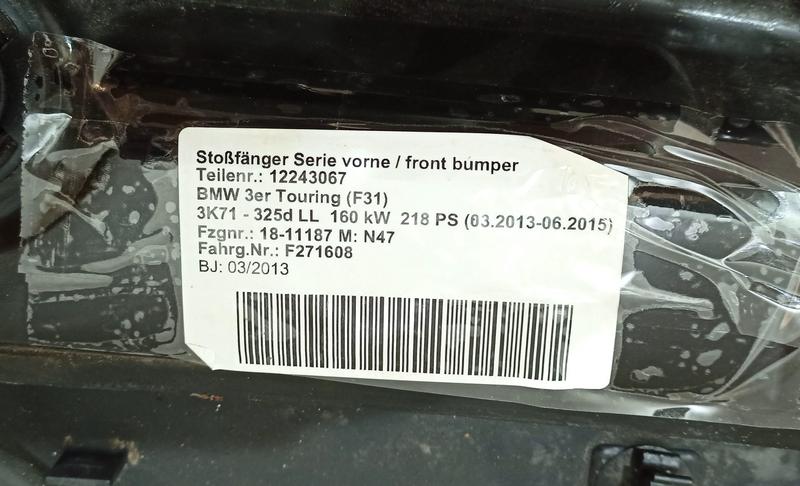 Stoßfänger Serie vorne / front bumper
Teilenr.: 12243067
BMW 3er Touring (F31)
3K71 - 325d LL 160 kW 218 PS (03.2013-06.2015)
Fzgnr.: 18-11187 M: N47
Fahrg.Nr.: F271608
BJ: 03/2013